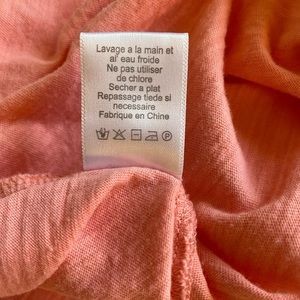 Lavage a la main et
al' eau froide
Ne pas utiliser
de chlore
Secher a plat
Repassage tiede si
necessaire
Fabrique en Chine